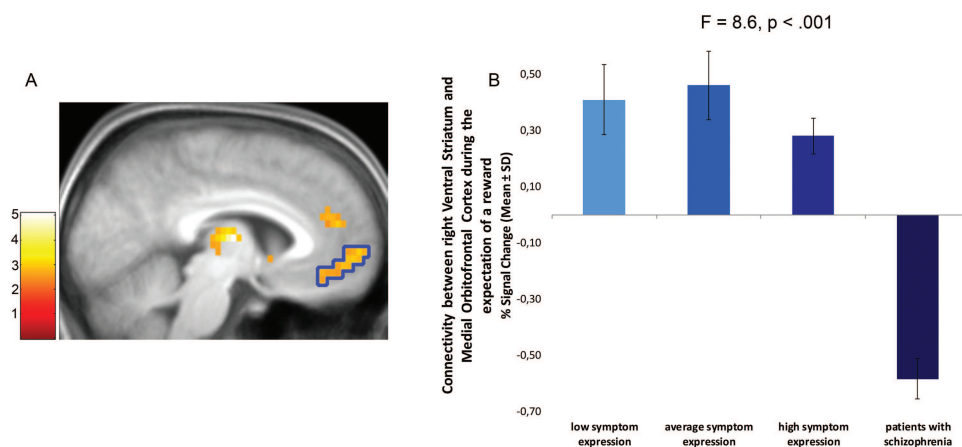 F = 8.6, p < .001
A
5
4
3
2
1
B
Connectivity between right Ventral Striatum and
Medial Orbitofrontal Cortex during the
expectation of a reward
% Signal Change (Mean ± SD)
0,50
0,30
0,10
-0,10
-0,30
-0,50
-0,70
low symptom
expression
average symptom
expression
high symptom
expression
patients with
schizophrenia